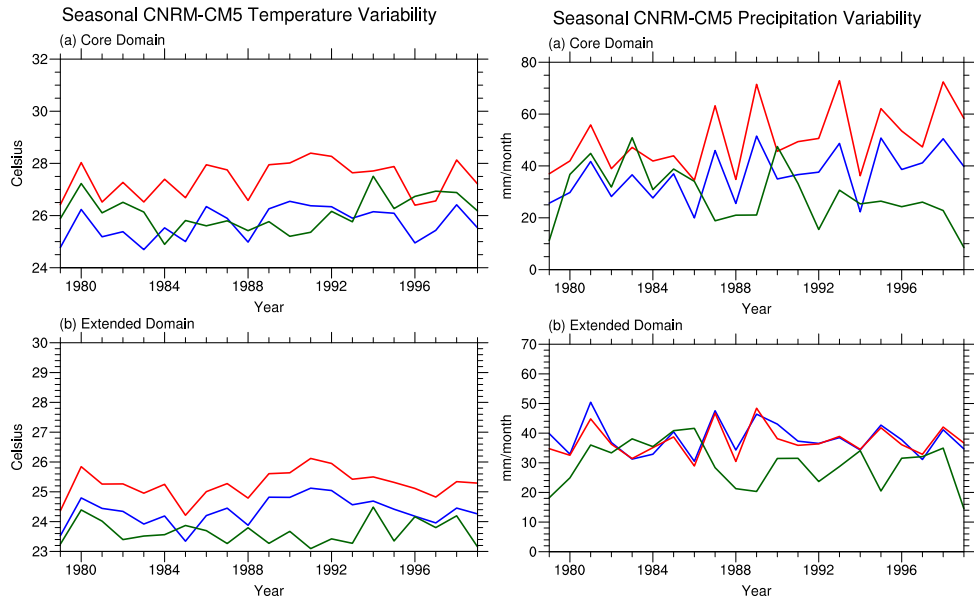 Seasonal CNRM-CM5 Temperature Variability
(a) Core Domain
32
30
28
26
24
Celsius
1980 1984 1988 1992 1996
Year
(b) Extended Domain
30
29
28
27
26
25
24
23
Celsius
1980 1984 1988 1992 1996
Year
Seasonal CNRM-CM5 Precipitation Variability
(a) Core Domain
80
60
40
20
0
mm/month
1980 1984 1988 1992 1996
Year
(b) Extended Domain
70
60
50
40
30
20
10
0
mm/month
1980 1984 1988 1992 1996
Year